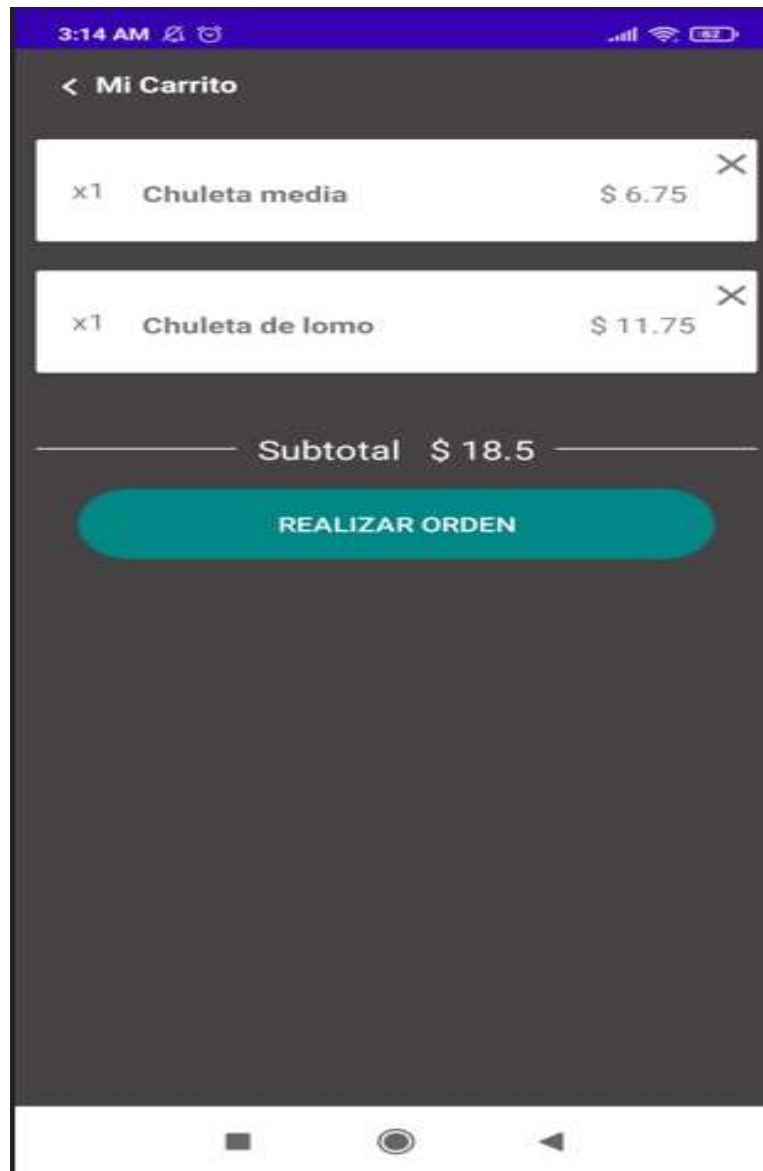 3:14 AM
62
< Mi Carrito
x1 Chuleta media $ 6.75
x1 Chuleta de lomo $ 11.75
Subtotal $ 18.5
REALIZAR ORDEN